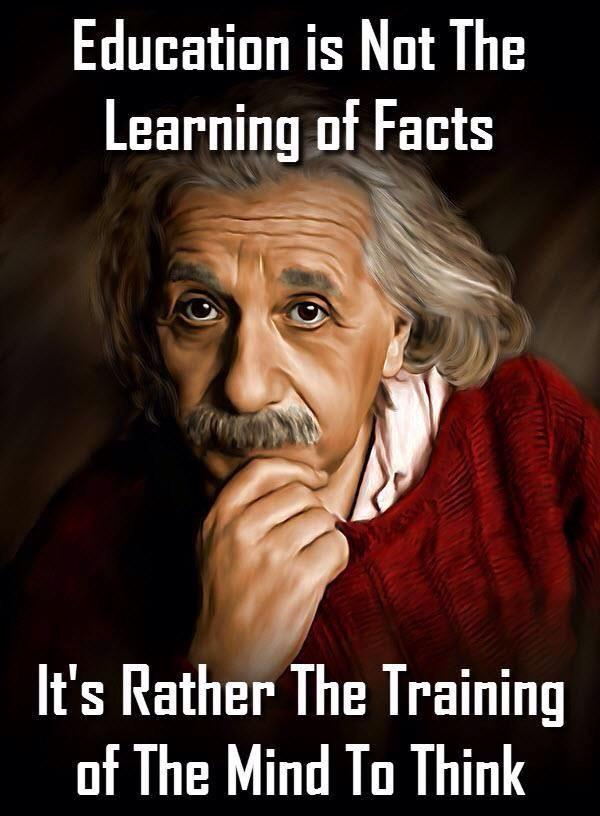 Education is Not The
Learning of Facts
It's Rather The Training
of The Mind To Think